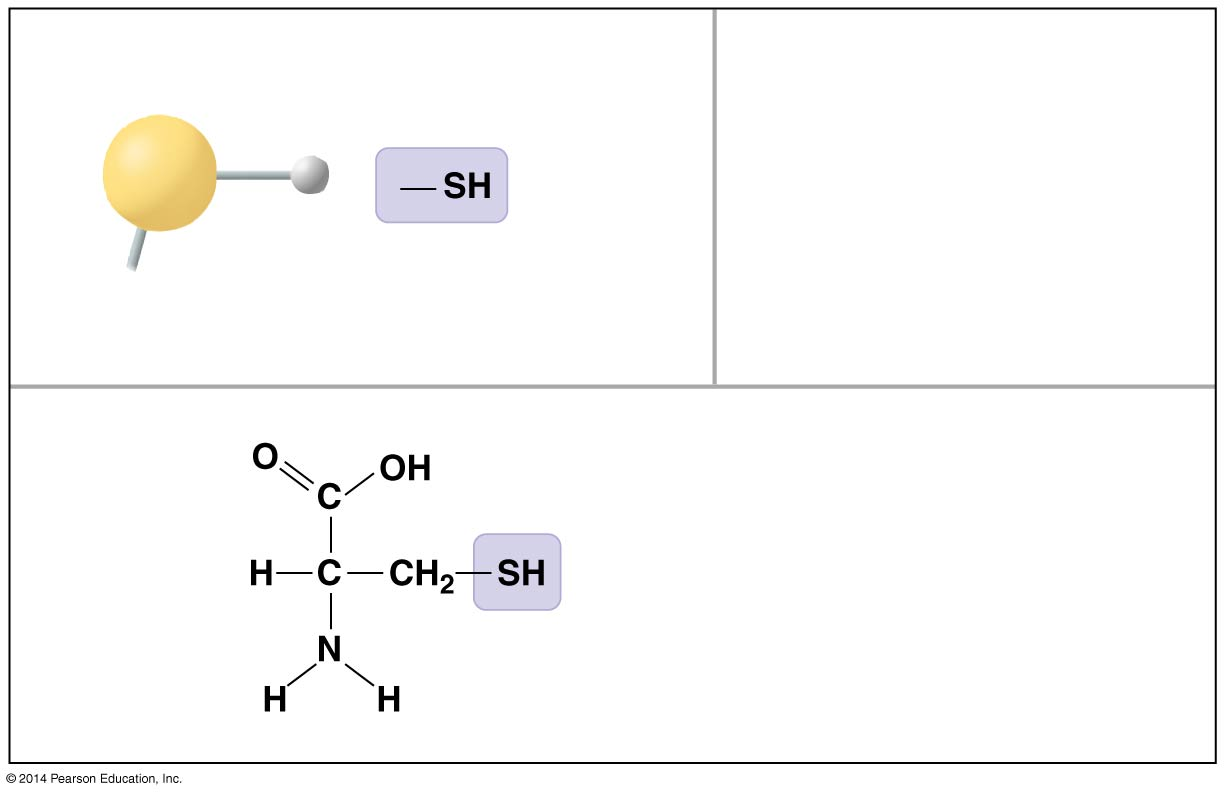 —SH
O
OH
C
H—C—CH₂—SH
N
H H
© 2014 Pearson Education, Inc.